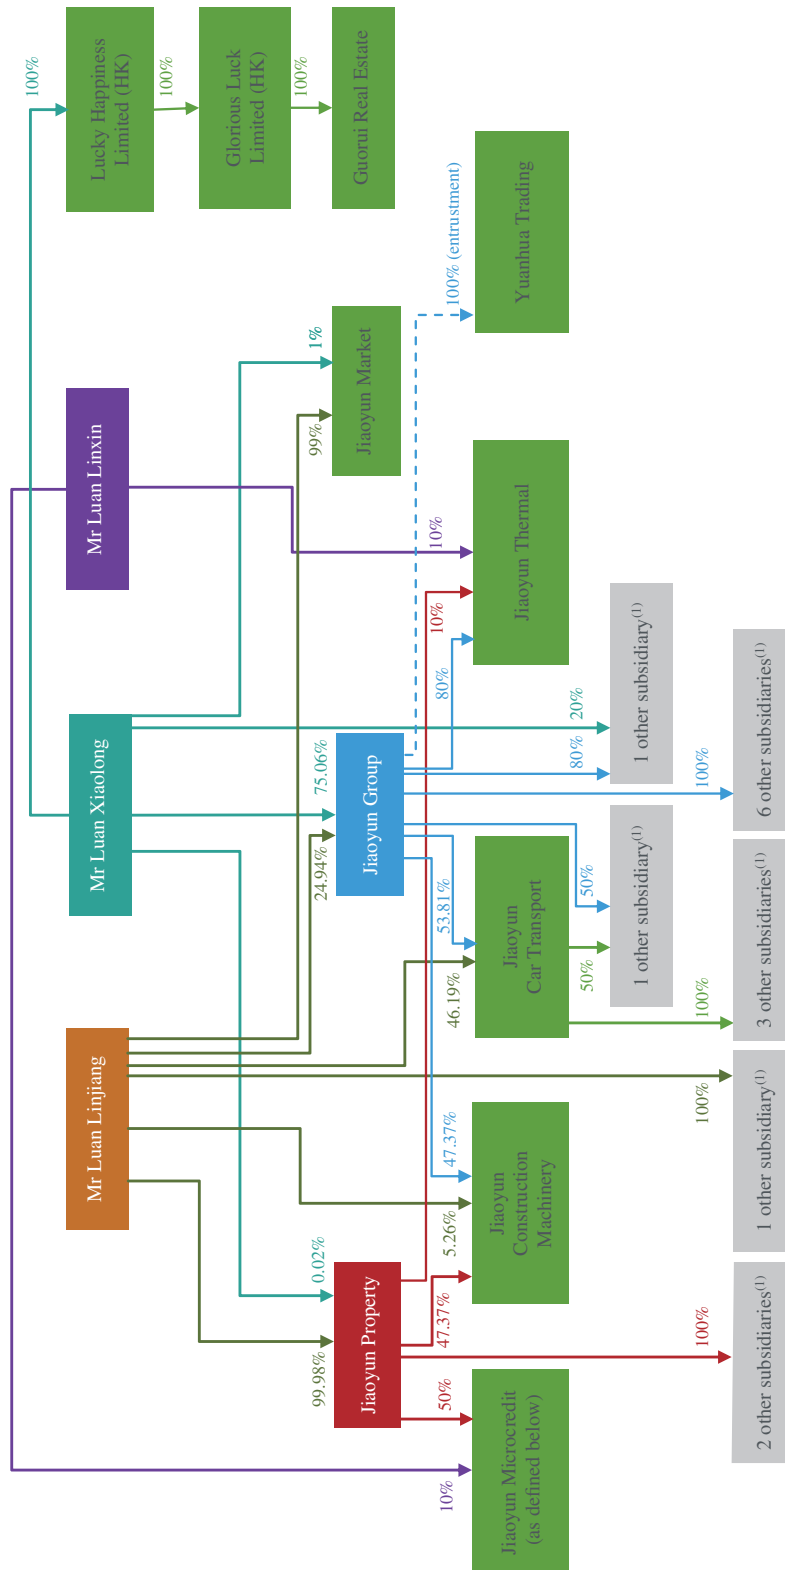 100%
Mr Luan Linjiang
Mr Luan Xiaolong
Mr Luan Linxin
Lucky Happiness
Limited (HK)
100%
Glorious Luck
Limited (HK)
100%
99.98%
0.02%
24.94%
75.06%
99%
1%
Jiaoyun Property
Jiaoyun Group
Jiaoyun Market
Guorui Real Estate
10%
50%
47.37%
5.26%
47.37%
46.19%
53.81%
80%
10%
10%
100% (entrustment)
Jiaoyun Microcredit
(as defined below)
Jiaoyun
Construction
Machinery
Jiaoyun
Car Transport
Jiaoyun Thermal
Yuanhua Trading
50%
50%
80%
20%
1 other subsidiary(1)
1 other subsidiary(1)
100%
100%
100%
100%
2 other subsidiaries(1)
1 other subsidiary(1)
3 other subsidiaries(1)
6 other subsidiaries(1)